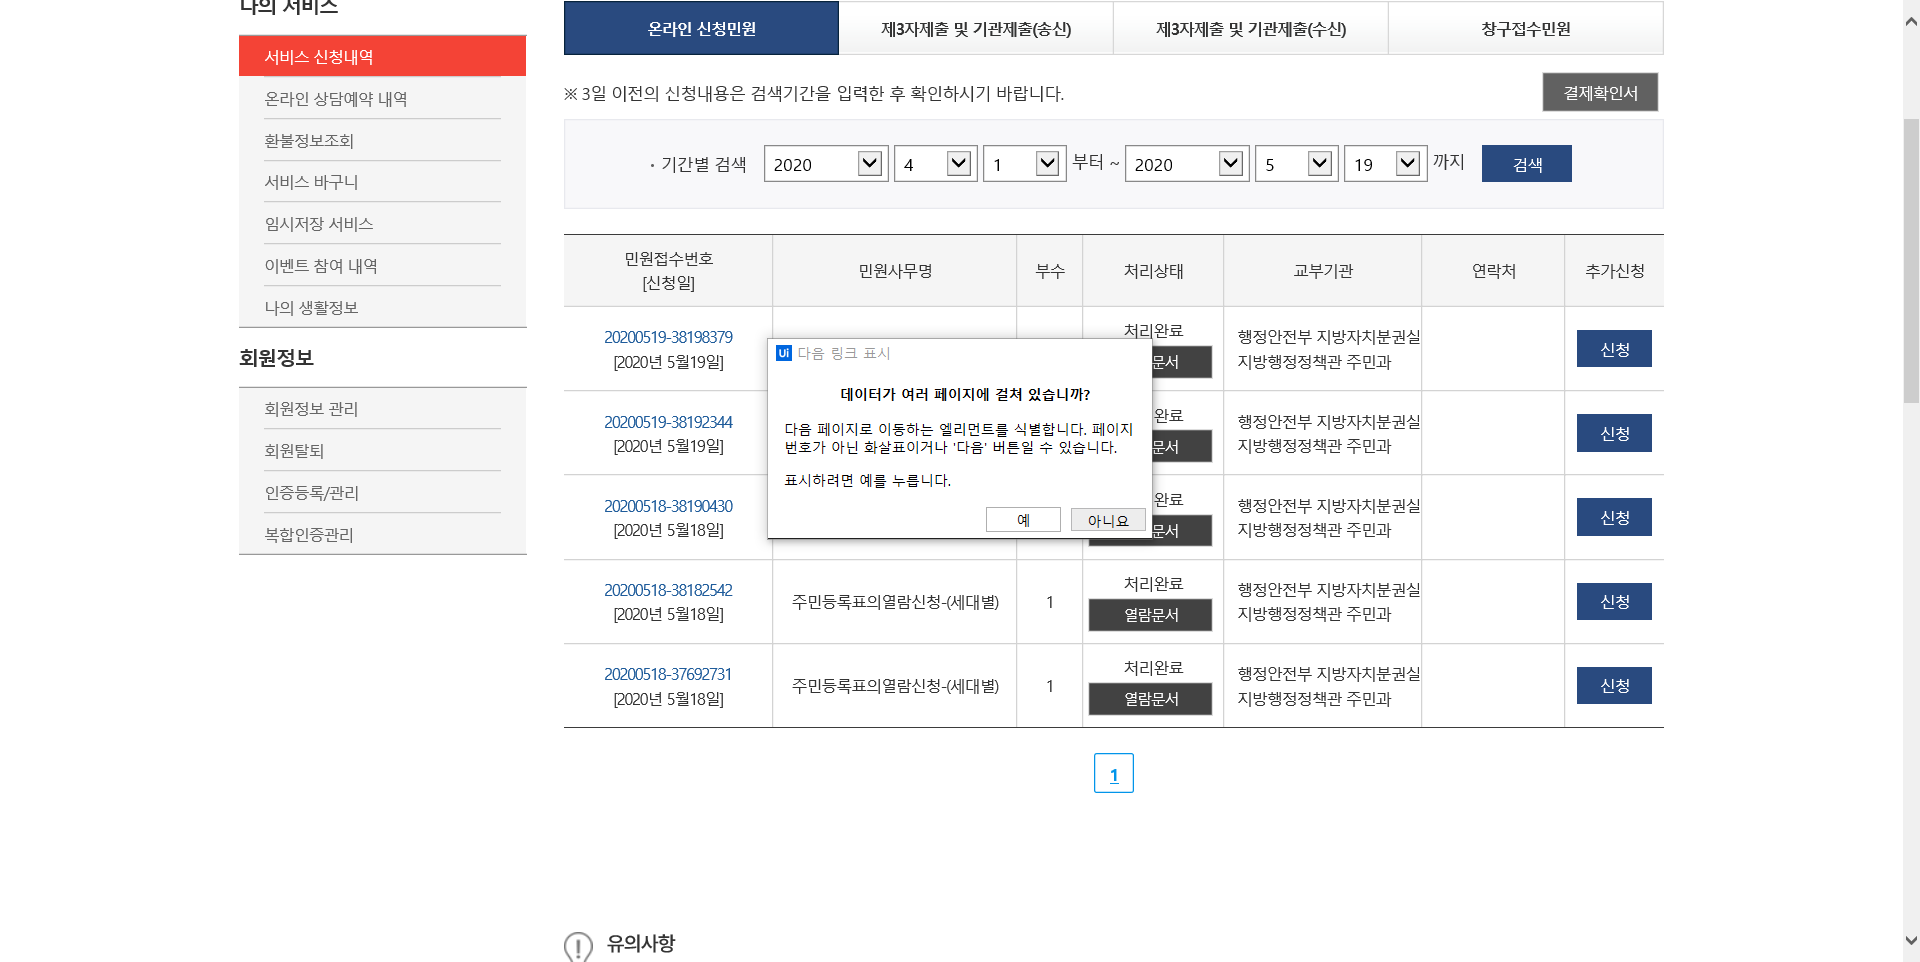 나의 서비스
서비스 신청내역
온라인 상담예약 내역
환불정보조회
서비스 바구니
임시저장 서비스
이벤트 참여 내역
나의 생활정보
회원정보
회원정보 관리
회원탈퇴
인증등록/관리
복합인증관리
온라인 신청민원 제3자제출 및 기관제출(송신) 제3자제출 및 기관제출(수신) 창구접수민원
※ 3일 이전의 신청내용은 검색기간을 입력한 후 확인하시기 바랍니다. 결제확인서
· 기간별 검색 2020 4 1 부터 ~ 2020 5 19 까지 검색
민원접수번호
[신청일] 민원사무명 부수 처리상태 교부기관 연락처 추가신청
20200519-38198379 처리완료 행정안전부 지방자치분권실 신청
[2020년 5월19일] 문서 지방행정정책관 주민과
20200519-38192344 완료 행정안전부 지방자치분권실 신청
[2020년 5월19일] 문서 지방행정정책관 주민과
20200518-38190430 완료 행정안전부 지방자치분권실 신청
[2020년 5월18일] 문서 지방행정정책관 주민과
20200518-38182542 주민등록표의열람신청-(세대별) 1 처리완료 행정안전부 지방자치분권실 신청
[2020년 5월18일] 열람문서 지방행정정책관 주민과
20200518-37692731 주민등록표의열람신청-(세대별) 1 처리완료 행정안전부 지방자치분권실 신청
[2020년 5월18일] 열람문서 지방행정정책관 주민과
Ui 다음 링크 표시
데이터가 여러 페이지에 걸쳐 있습니까?
다음 페이지로 이동하는 엘리먼트를 식별합니다. 페이지
번호가 아닌 화살표이거나 '다음' 버튼일 수 있습니다.
표시하려면 예를 누릅니다.
예 아니요
1
유의사항